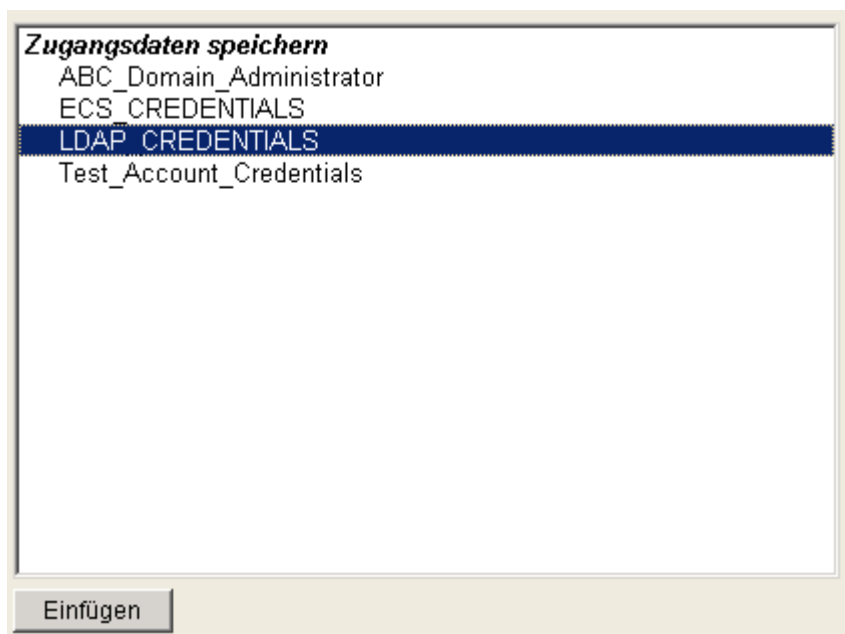 Zugangsdaten speichern
ABC_Domain_Administrator
ECS_CREDENTIALS
LDAP_CREDENTIALS
Test_Account_Credentials
Einfügen